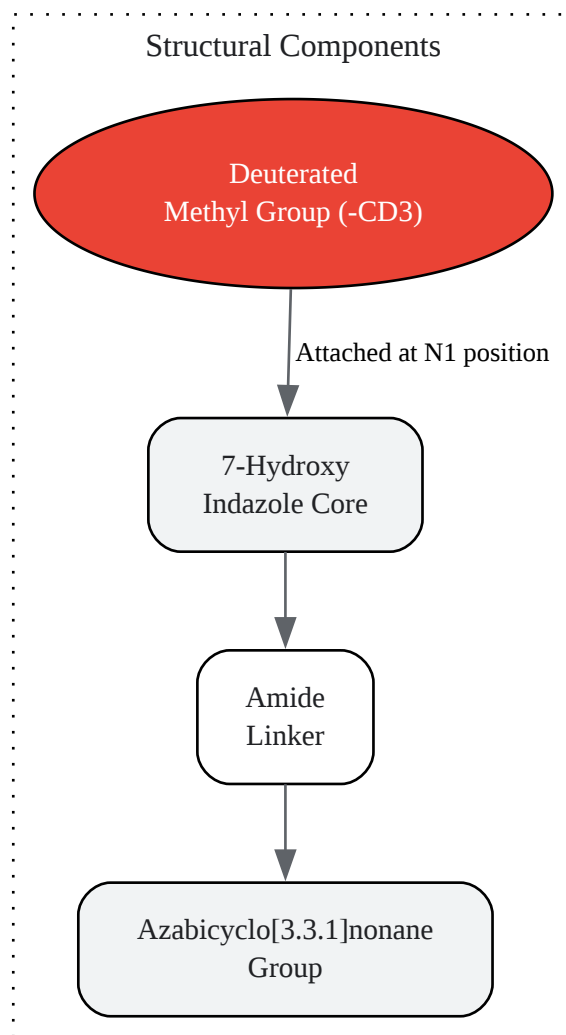 Structural Components
Deuterated
Methyl Group (-CD3)
Attached at N1 position
7-Hydroxy
Indazole Core
Amide
Linker
Azabicyclo[3.3.1]nonane
Group